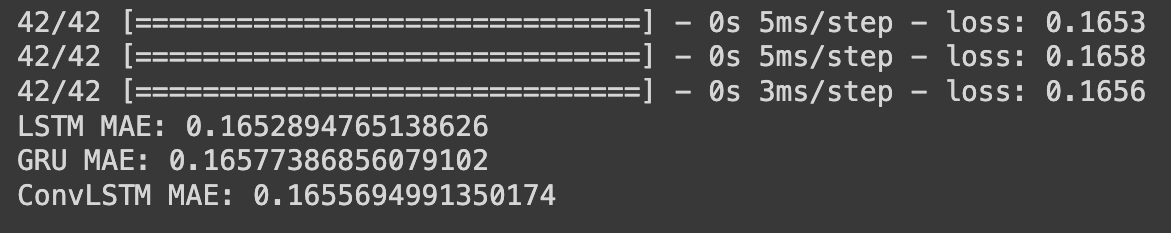 42/42 [==============================] - 0s 5ms/step - loss: 0.1653
42/42 [==============================] - 0s 5ms/step - loss: 0.1658
42/42 [==============================] - 0s 3ms/step - loss: 0.1656
LSTM MAE: 0.1652894765138626
GRU MAE: 0.16577386856079102
ConvLSTM MAE: 0.1655694991350174